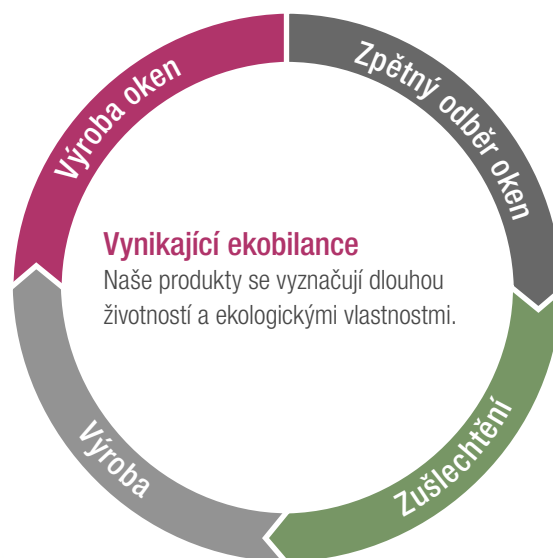 Výroba oken
Zpětný odběr oken
Vynikající ekobilance
Naše produkty se vyznačují dlouhou
životností a ekologickými vlastnostmi.
Výroba
Zušlechtění